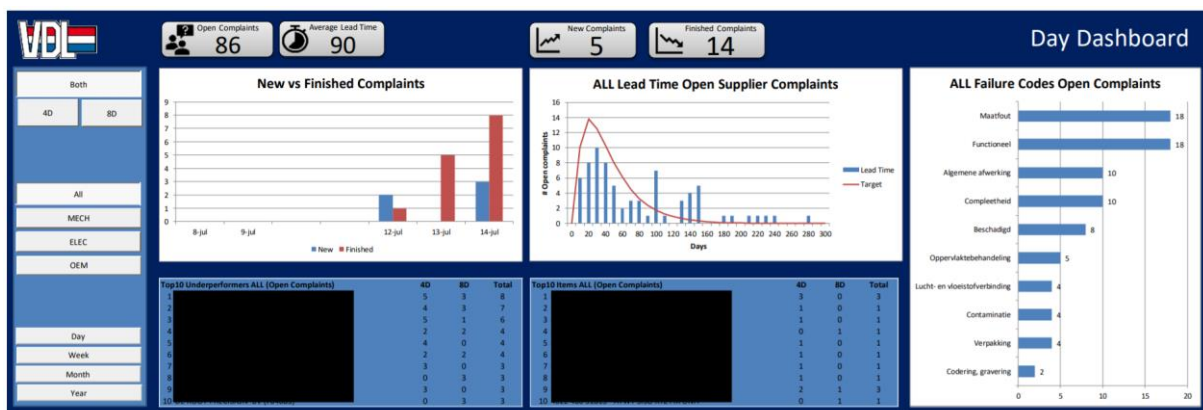 VDL
Open Complaints
86
Average Lead Time
90
New Complaints
5
Finished Complaints
14
Day Dashboard
Both
4D 8D
All
MECH
ELEC
OEM
Day
Week
Month
Year
New vs Finished Complaints
9
8
7
6
5
4
3
2
1
0
8-jul 9-jul 12-jul 13-jul 14-jul
New Finished
ALL Lead Time Open Supplier Complaints
# Open complaints
16
14
12
10
8
6
4
2
0
0 20 40 60 80 100 120 140 160 180 200 220 240 260 280 300
Days
Lead Time
Target
ALL Failure Codes Open Complaints
Maatfout 18
Functioneel 18
Algemene afwerking 10
Compleetheid 10
Beschadigd 8
Oppervlaktebehandeling 5
Lucht- en vloeistofverbinding 4
Contaminatie 4
Verpakking 4
Codering, gravering 2
0 5 10 15 20
Top10 Underperformers ALL (Open Complaints) 4D 8D Total
1 5 3 8
2 4 3 7
3 5 1 6
4 2 2 4
5 4 0 4
6 2 2 4
7 3 0 3
8 0 3 3
9 3 0 3
10 0 3 3
Top10 Items ALL (Open Complaints) 4D 8D Total
1 3 0 3
2 1 0 1
3 1 0 1
4 0 1 1
5 1 0 1
6 1 0 1
7 1 0 1
8 1 0 1
9 2 1 3
10 0 1 1